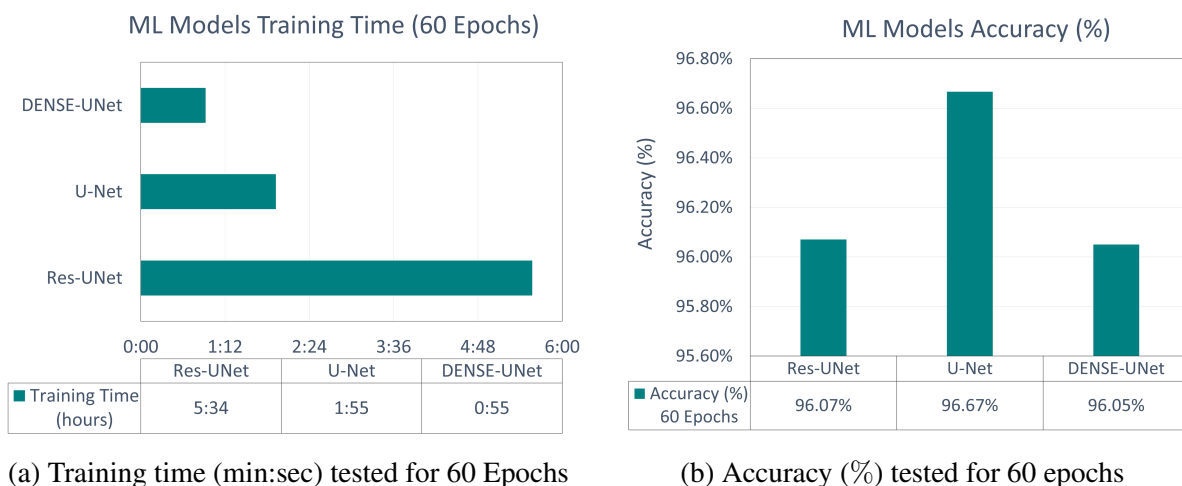 ML Models Training Time (60 Epochs)
DENSE-UNet
U-Net
Res-UNet
0:00 1:12 2:24 3:36 4:48 6:00
Res-UNet U-Net DENSE-UNet
Training Time (hours) 5:34 1:55 0:55
(a) Training time (min:sec) tested for 60 Epochs
ML Models Accuracy (%)
Accuracy (%)
96.80%
96.60%
96.40%
96.20%
96.00%
95.80%
95.60%
Res-UNet U-Net DENSE-UNet
Accuracy (%)
60 Epochs 96.07% 96.67% 96.05%
(b) Accuracy (%) tested for 60 epochs